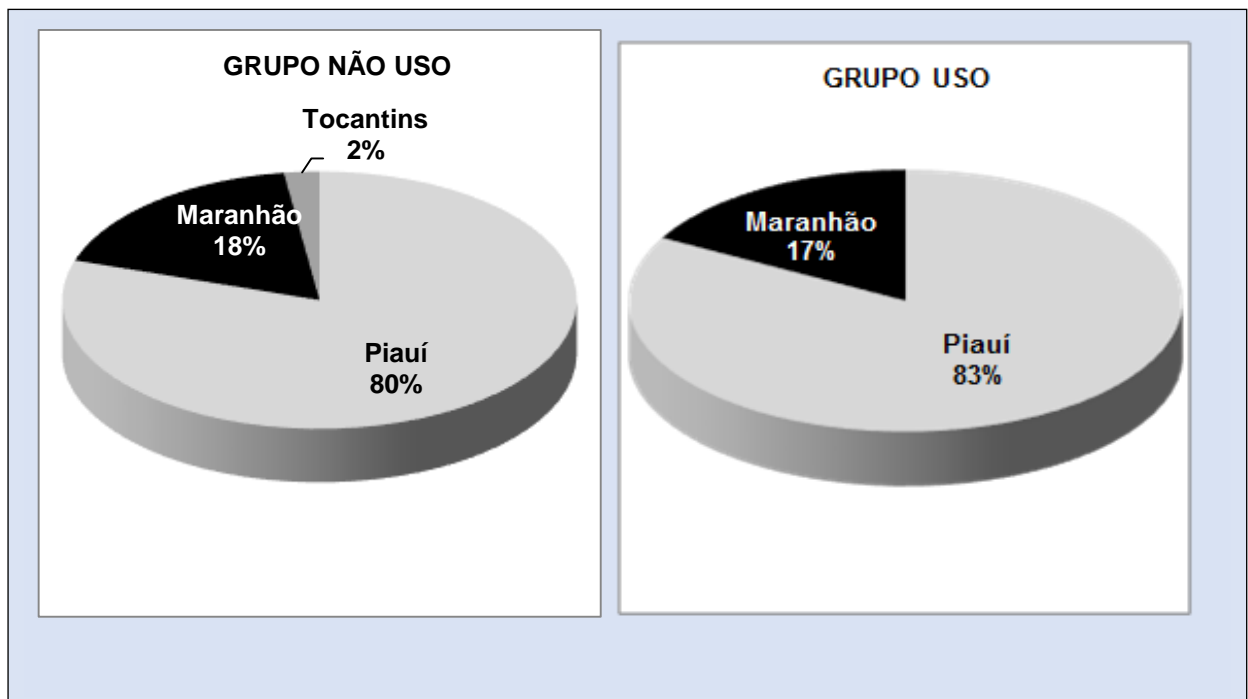 GRUPO NÃO USO
Tocantins
2%
Maranhão
18%
Piauí
80%
GRUPO USO
Maranhão
17%
Piauí
83%